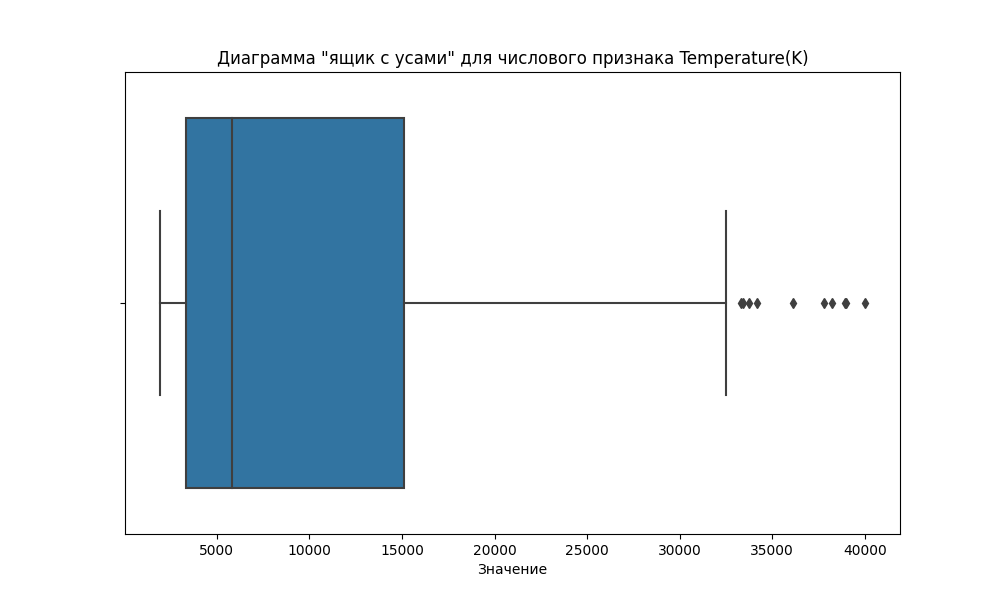 Диаграмма "ящик с усами" для числового признака Temperature(K)
5000 10000 15000 20000 25000 30000 35000 40000
Значение